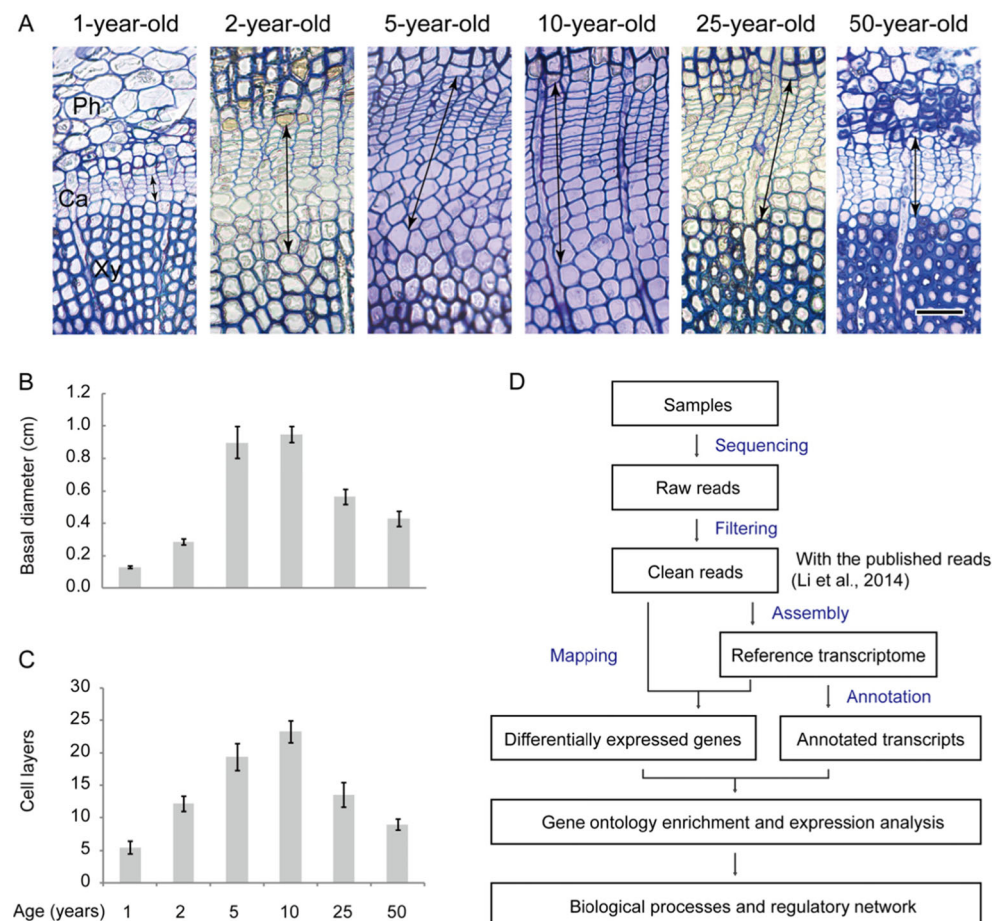 A
1-year-old 2-year-old 5-year-old 10-year-old 25-year-old 50-year-old
Ph
Ca
Xy
B
Basal diameter (cm)
1.2
1.0
0.8
0.6
0.4
0.2
0.0
C
Cell layers
30
25
20
15
10
5
0
Age (years) 1 2 5 10 25 50
D
Samples
Sequencing
Raw reads
Filtering
Clean reads
With the published reads
(Li et al., 2014)
Assembly
Mapping
Reference transcriptome
Annotation
Differentially expressed genes
Annotated transcripts
Gene ontology enrichment and expression analysis
Biological processes and regulatory network